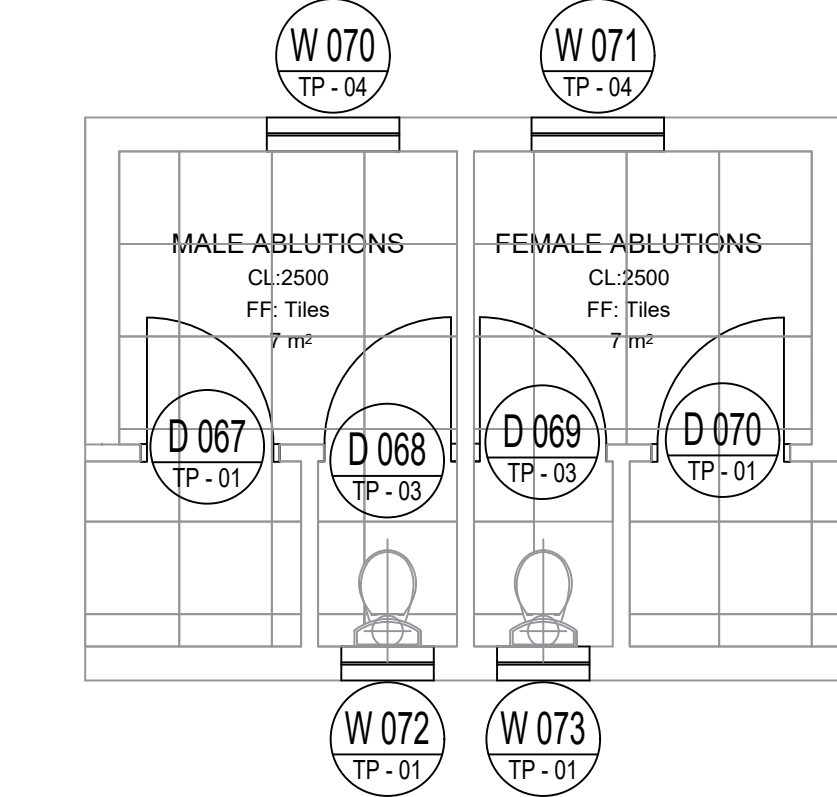 W 070
TP - 04
W 071
TP - 04
MALE ABLUTIONS
CL:2500
FF: Tiles
7 m²
FEMALE ABLUTIONS
CL:2500
FF: Tiles
7 m²
D 067
TP - 01
D 068
TP - 03
D 069
TP - 03
D 070
TP - 01
W 072
TP - 01
W 073
TP - 01